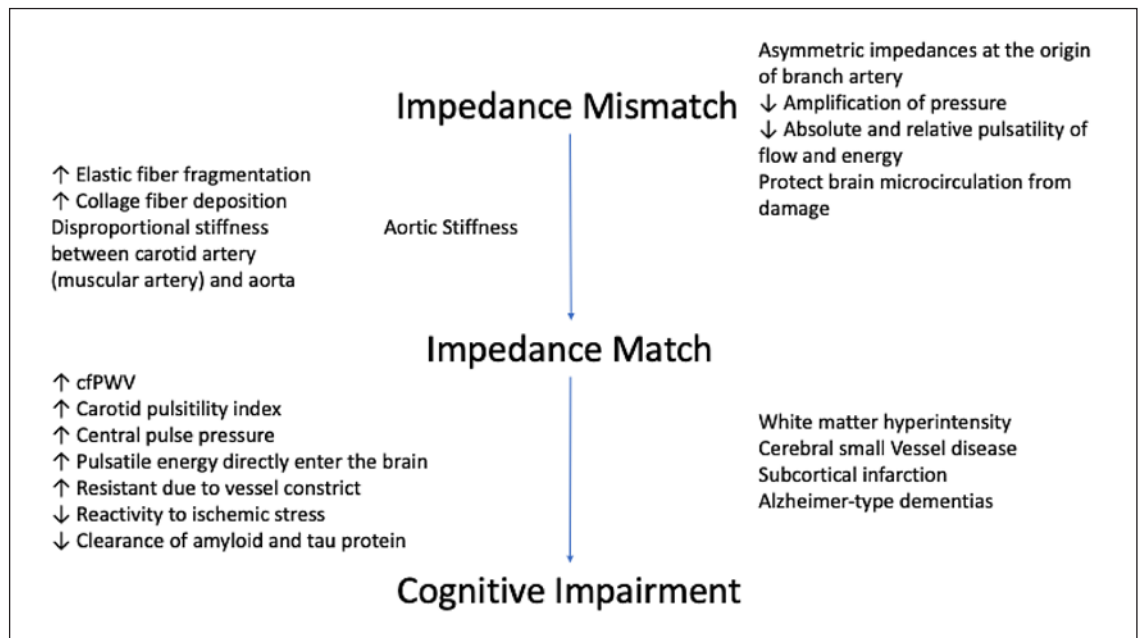 Impedance Mismatch
Asymmetric impedances at the origin
of branch artery
↓ Amplification of pressure
↓ Absolute and relative pulsatility of
flow and energy
Protect brain microcirculation from
damage
↑ Elastic fiber fragmentation
↑ Collage fiber deposition
Disproportional stiffness
between carotid artery
(muscular artery) and aorta
Aortic Stiffness
Impedance Match
↑ cfPWV
↑ Carotid pulsitility index
↑ Central pulse pressure
↑ Pulsatile energy directly enter the brain
↑ Resistant due to vessel constrict
↓ Reactivity to ischemic stress
↓ Clearance of amyloid and tau protein
White matter hyperintensity
Cerebral small Vessel disease
Subcortical infarction
Alzheimer-type dementias
Cognitive Impairment